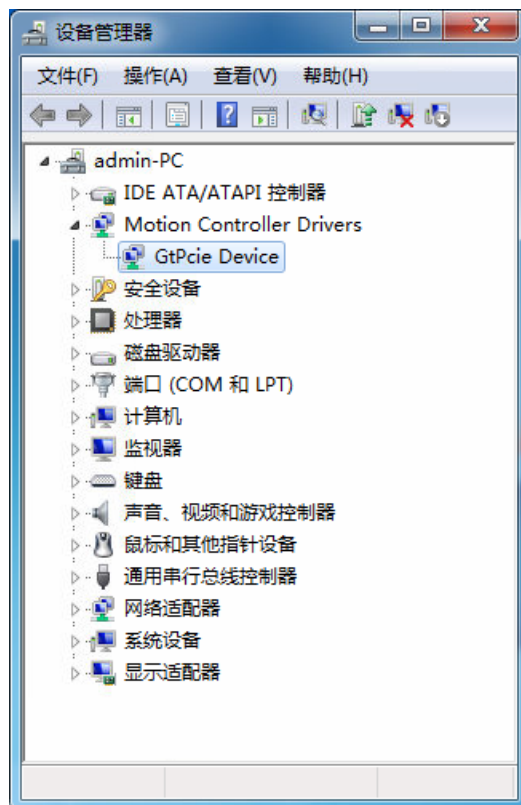 设备管理器
文件(F) 操作(A) 查看(V) 帮助(H)
admin-PC
IDE ATA/ATAPI 控制器
Motion Controller Drivers
GtPcie Device
安全设备
处理器
磁盘驱动器
端口 (COM 和 LPT)
计算机
监视器
键盘
声音、视频和游戏控制器
鼠标和其他指针设备
通用串行总线控制器
网络适配器
系统设备
显示适配器